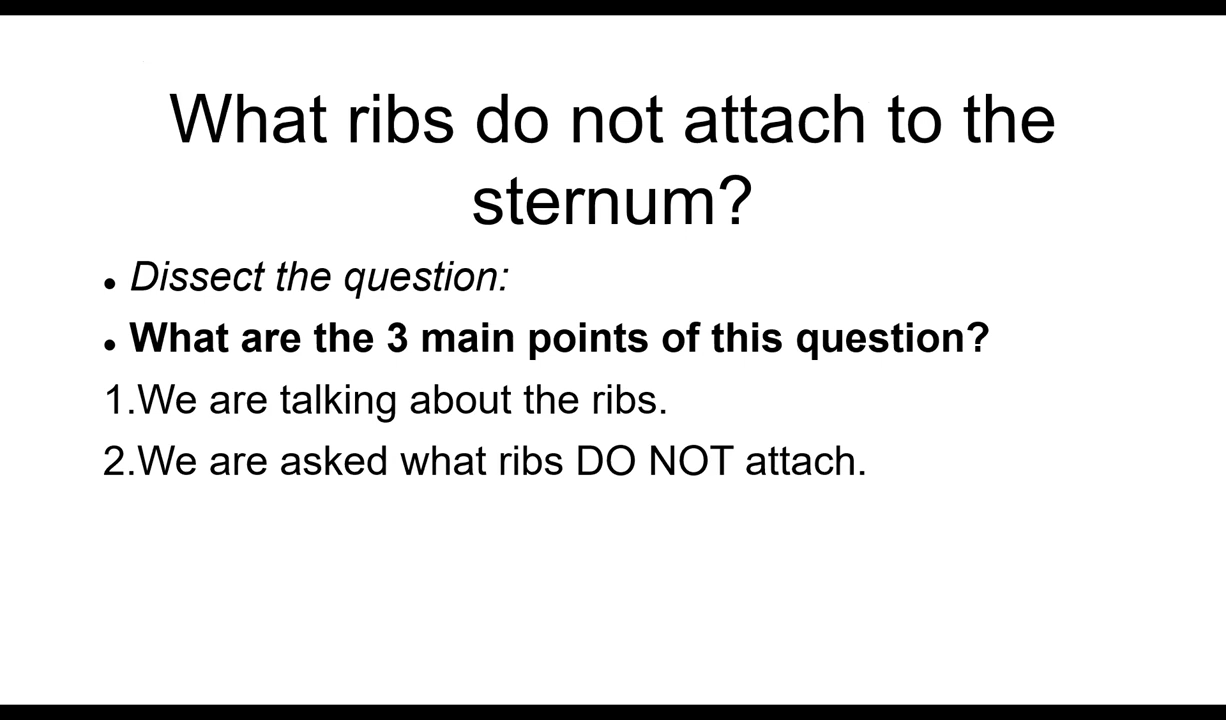 What ribs do not attach to the
sternum?
• Dissect the question:
• What are the 3 main points of this question?
1.We are talking about the ribs.
2.We are asked what ribs DO NOT attach.